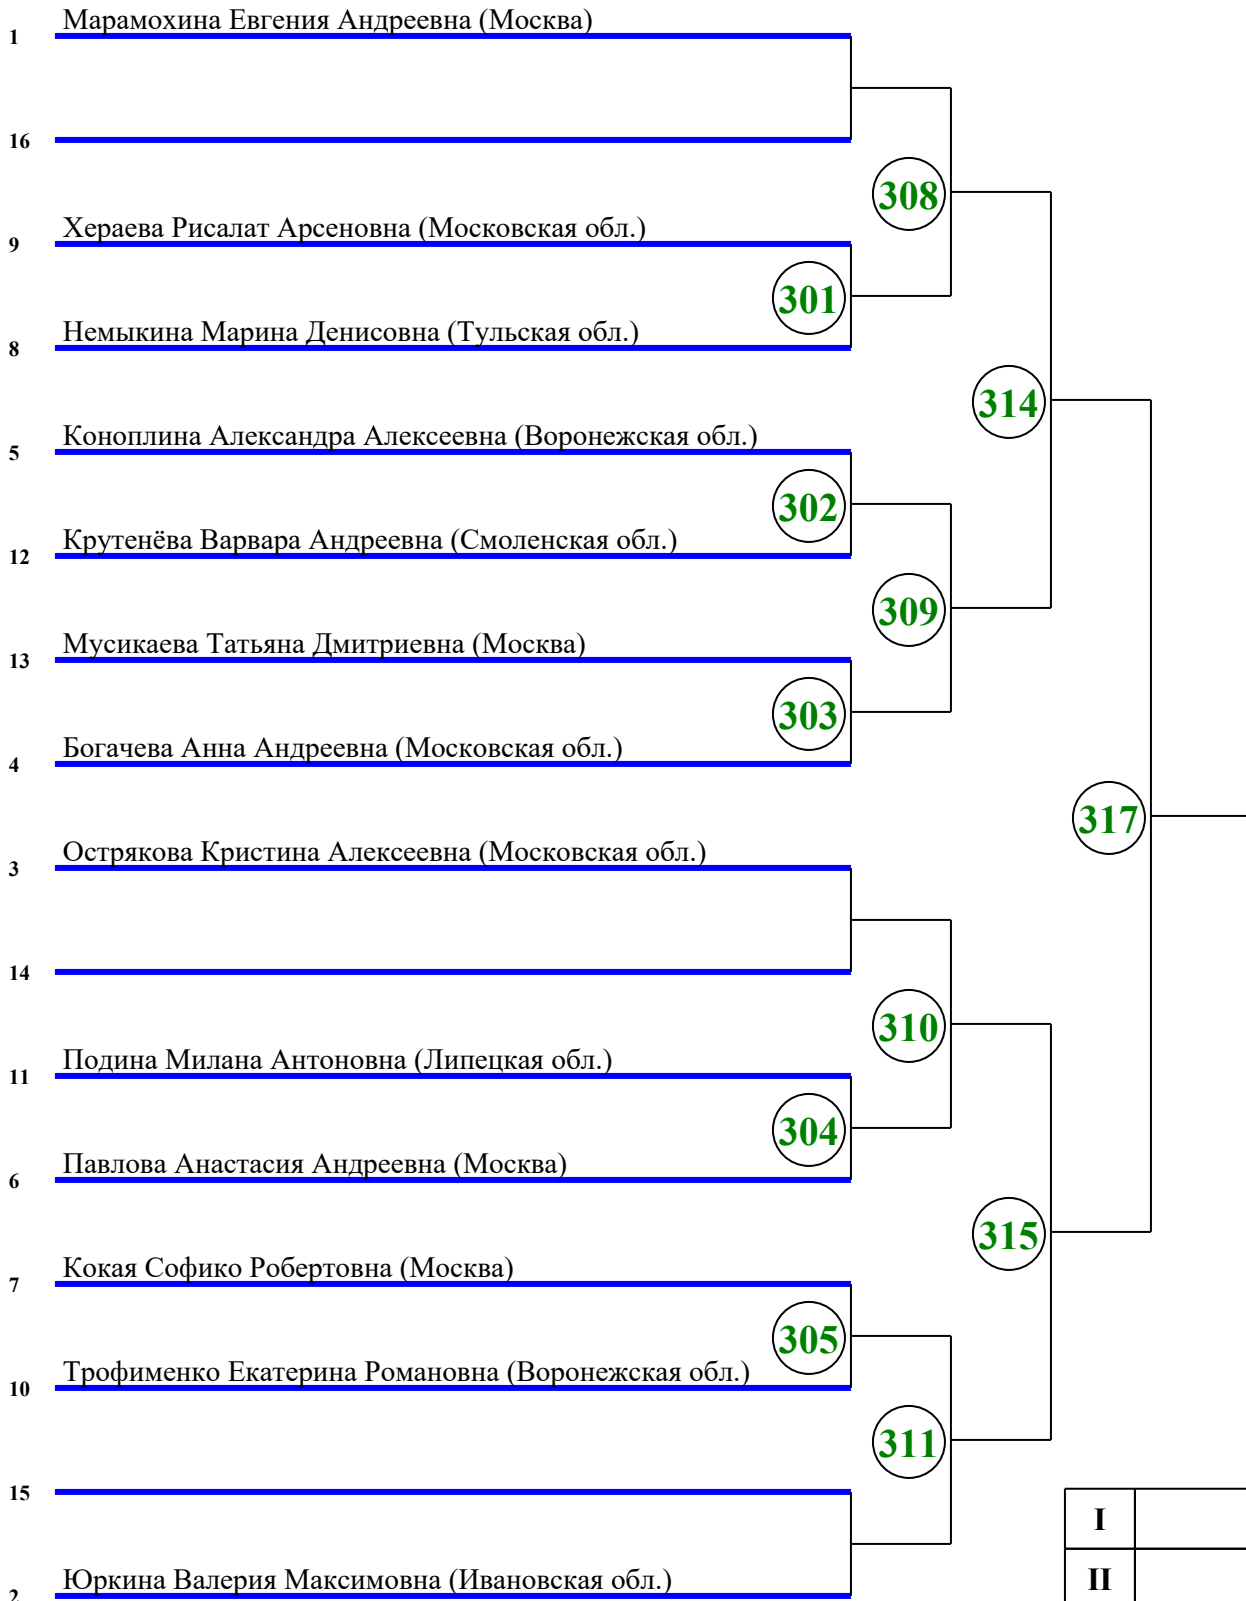 Марамохина Евгения Андреевна (Москва)
1
16
308
Хераева Рисалат Арсеновна (Московская обл.)
9
301
Немыкина Марина Денисовна (Тульская обл.)
8
314
Коноплина Александра Алексеевна (Воронежская обл.)
5
302
Крутенёва Варвара Андреевна (Смоленская обл.)
12
309
Мусикаева Татьяна Дмитриевна (Москва)
13
303
Богачева Анна Андреевна (Московская обл.)
4
317
Острякова Кристина Алексеевна (Московская обл.)
3
14
310
Подина Милана Антоновна (Липецкая обл.)
11
304
Павлова Анастасия Андреевна (Москва)
6
315
Кокая Софико Робертовна (Москва)
7
305
Трофименко Екатерина Романовна (Воронежская обл.)
10
311
15
I
Юркина Валерия Максимовна (Ивановская обл.)
II
2